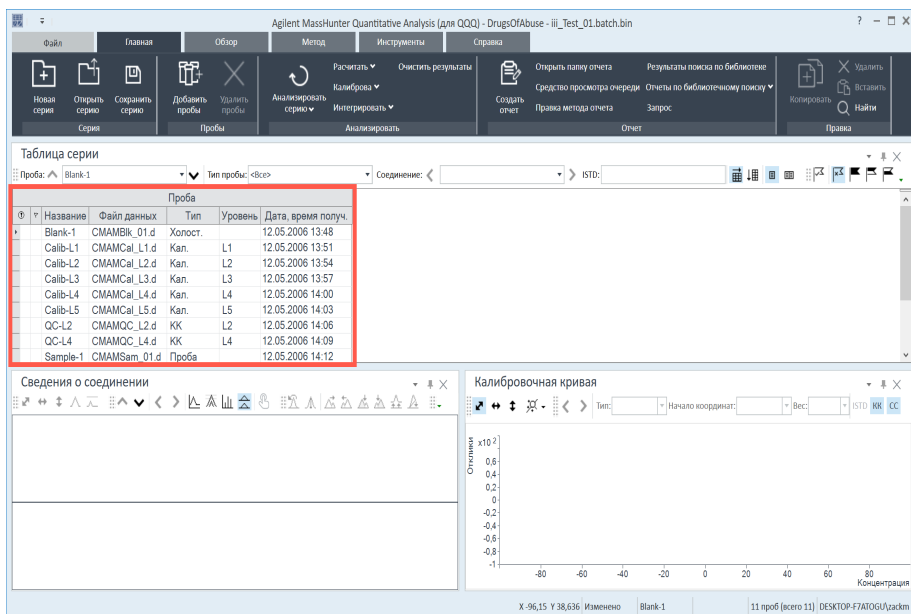 Agilent MassHunter Quantitative Analysis (для QQQ) - DrugsOfAbuse - iii_Test_01.batch.bin
Файл Главная Обзор Метод Инструменты Справка
Новая серия
Открыть серию
Сохранить серию
Серия
Добавить пробы
Удалить пробы
Пробы
Анализировать серию
Расчитать
Калиброва
Интегрировать
Очистить результаты
Анализировать
Создать отчет
Открыть папку отчета
Средство просмотра очереди
Правка метода отчета
Результаты поиска по библиотеке
Отчеты по библиотечному поиску
Запрос
Отчет
Копировать
Удалить
Вставить
Найти
Правка
Таблица серии
Проба: Blank-1 Тип пробы: <Все> Соединение: ISTD:
Проба
Название Файл данных Тип Уровень Дата, время получ.
Blank-1 CMAMBlk_01.d Холост. 12.05.2006 13:48
Calib-L1 CMAMCal_L1.d Кал. L1 12.05.2006 13:51
Calib-L2 CMAMCal_L2.d Кал. L2 12.05.2006 13:54
Calib-L3 CMAMCal_L3.d Кал. L3 12.05.2006 13:57
Calib-L4 CMAMCal_L4.d Кал. L4 12.05.2006 14:00
Calib-L5 CMAMCal_L5.d Кал. L5 12.05.2006 14:03
QC-L2 CMAMQC_L2.d КК L2 12.05.2006 14:06
QC-L4 CMAMQC_L4.d КК L4 12.05.2006 14:09
Sample-1 CMAMSam_01.d Проба 12.05.2006 14:12
Сведения о соединении
Калибровочная кривая
Тип: Начало координат: Вес: ISTD КК CC
Отклики
x10 2
0,6
0,4
0,2
0
-0,2
-0,4
-0,6
-0,8
-1
-80 -60 -40 -20 0 20 40 60 80
Концентрация
X -96,15 Y 38,636 Изменено Blank-1 11 проб (всего 11) DESKTOP-F7ATOGU\zackm